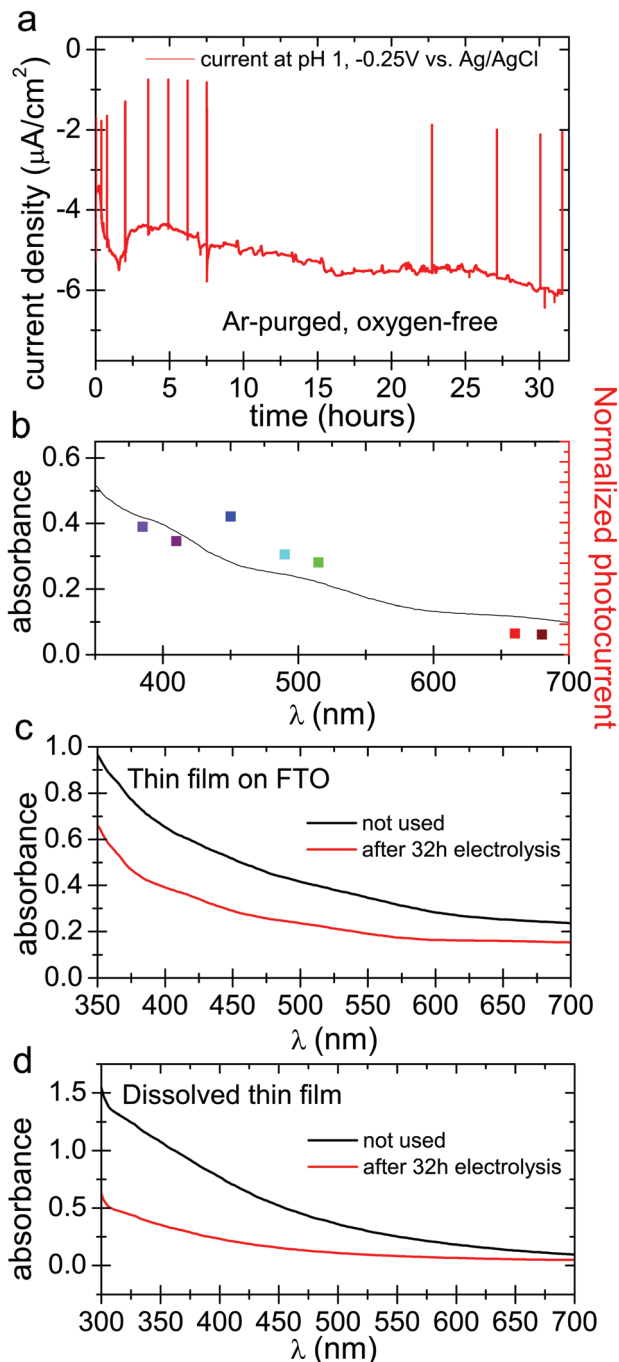 a
current at pH 1, -0.25V vs. Ag/AgCl
0
-2
-4
-6
current density (μA/cm²)
Ar-purged, oxygen-free
0 5 10 15 20 25 30
time (hours)
b
0.6
0.4
0.2
0.0
absorbance
Normalized photocurrent
400 500 600 700
λ (nm)
c
1.0
0.8
0.6
0.4
0.2
0.0
absorbance
Thin film on FTO
not used
after 32h electrolysis
350 400 450 500 550 600 650 700
λ (nm)
d
1.5
1.0
0.5
0.0
absorbance
Dissolved thin film
not used
after 32h electrolysis
300 350 400 450 500 550 600 650 700
λ (nm)